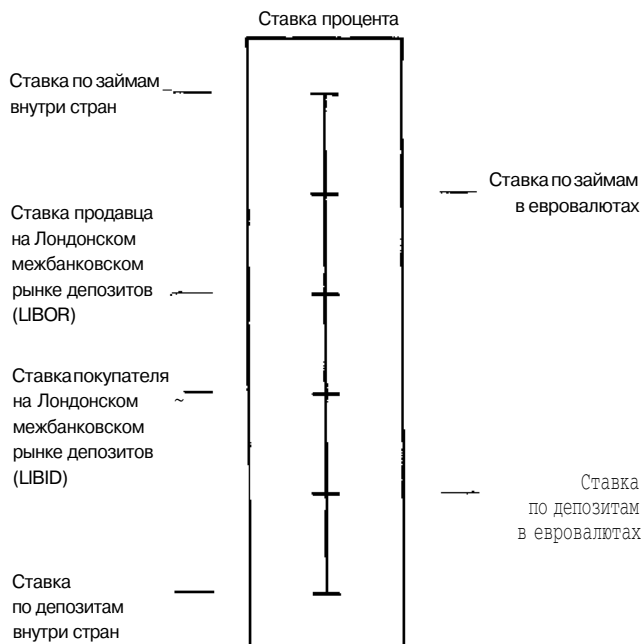 Ставка процента
Ставка по займам
внутри стран
Ставка по займам
в евровалютах
Ставка продавца
на Лондонском
межбанковском
рынке депозитов
(LIBOR)
Ставка покупателя
на Лондонском
межбанковском
рынке депозитов
(LIBID)
Ставка
по депозитам
в евровалютах
Ставка
по депозитам
внутри стран